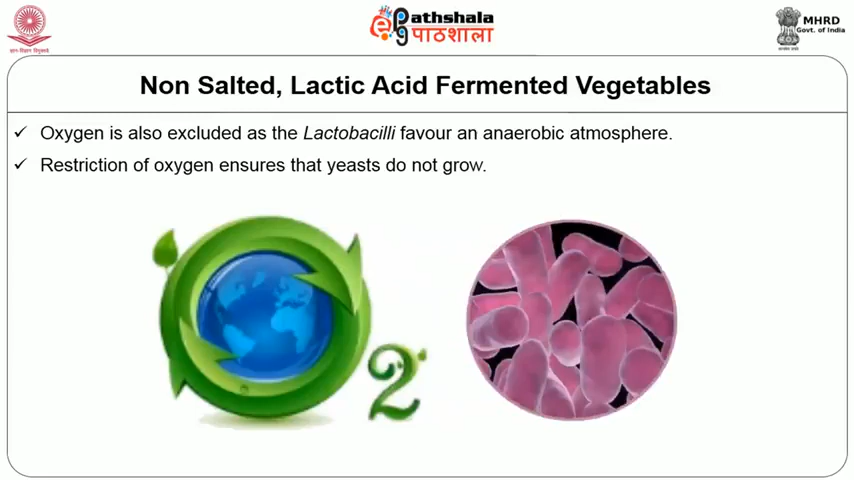 ePathshala
पाठशाला
MHRD
Govt. of India
Non Salted, Lactic Acid Fermented Vegetables
✓ Oxygen is also excluded as the Lactobacilli favour an anaerobic atmosphere.
✓ Restriction of oxygen ensures that yeasts do not grow.
O2